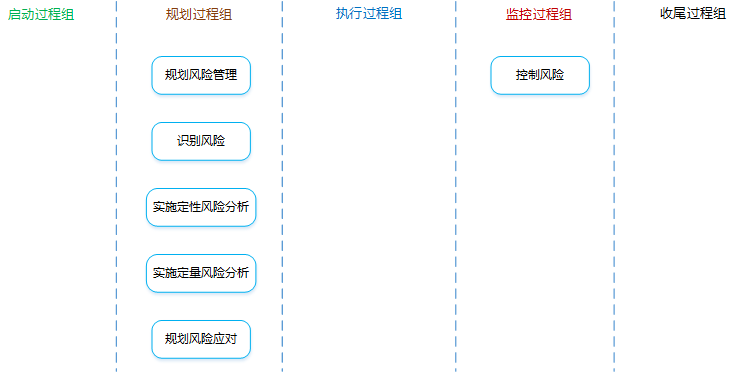 启动过程组
规划过程组
执行过程组
监控过程组
收尾过程组
规划风险管理
控制风险
识别风险
实施定性风险分析
实施定量风险分析
规划风险应对